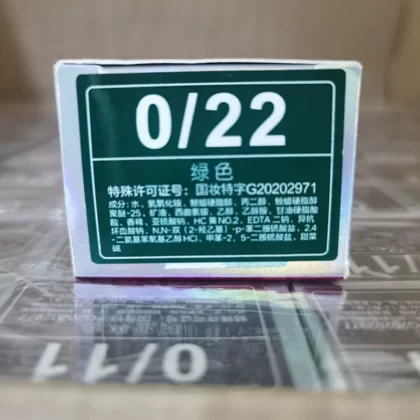 0/22
绿色
特殊许可证号：国妆特字G20202971
成分：水、氢氧化铵、鲸蜡硬脂醇、丙二醇、鲸蜡硬脂醇
聚醚-25、矿油、西曲氯铵、乙醇、乙醇胺、甘油硬脂酸
酯、香精、亚硫酸钠、HC 黄 NO.2、EDTA 二钠、异抗
坏血酸钠、N,N-双（2-羟乙基）-p-苯二胺硫酸盐、2,4
-二氨基苯氧基乙醇HCl、甲苯-2，5-二胺硫酸盐、甜菜
碱
0/11